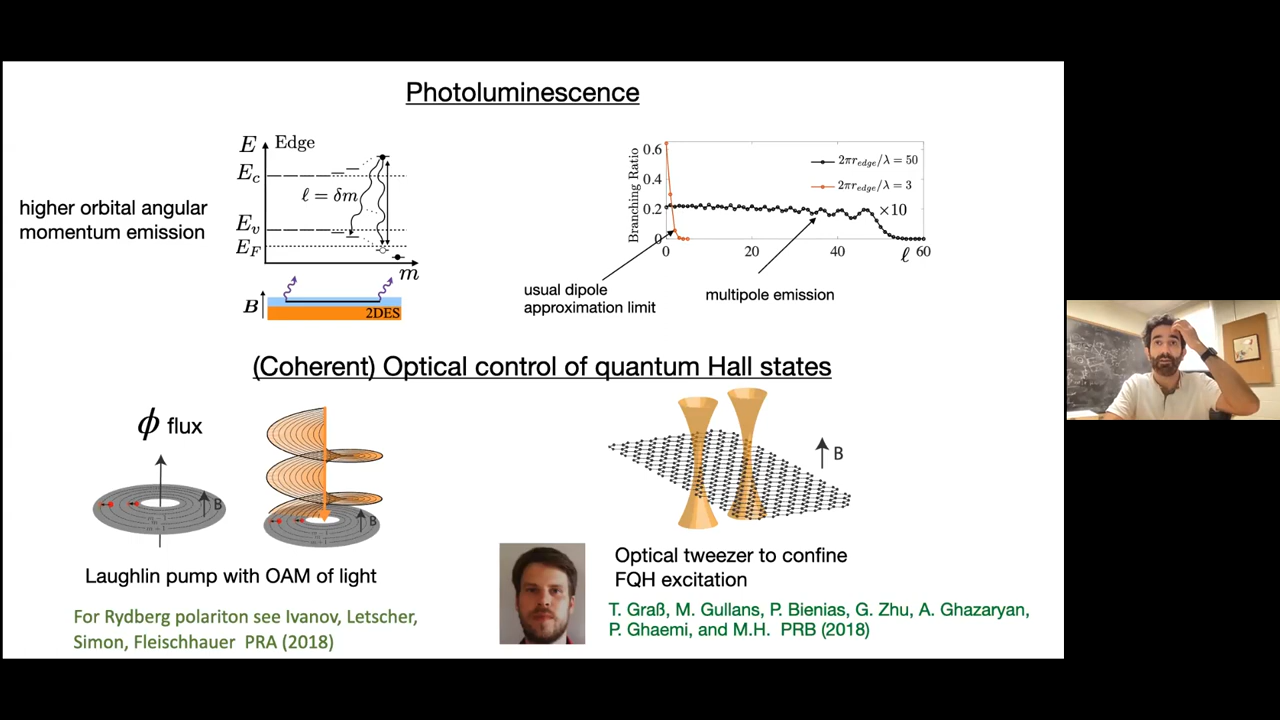 Photoluminescence
higher orbital angular
momentum emission
E Edge
E_c
ℓ = δm
E_v
E_F
m
B
2DES
Branching Ratio
0.6
0.4
0.2
0
0 20 40 60
ℓ
2πr_edge/λ = 50
2πr_edge/λ = 3
×10
usual dipole
approximation limit
multipole emission
(Coherent) Optical control of quantum Hall states
ϕ flux
B
B
B
Laughlin pump with OAM of light
For Rydberg polariton see Ivanov, Letscher,
Simon, Fleischhauer PRA (2018)
Optical tweezer to confine
FQH excitation
T. Graß, M. Gullans, P. Bienias, G. Zhu, A. Ghazaryan,
P. Ghaemi, and M.H. PRB (2018)